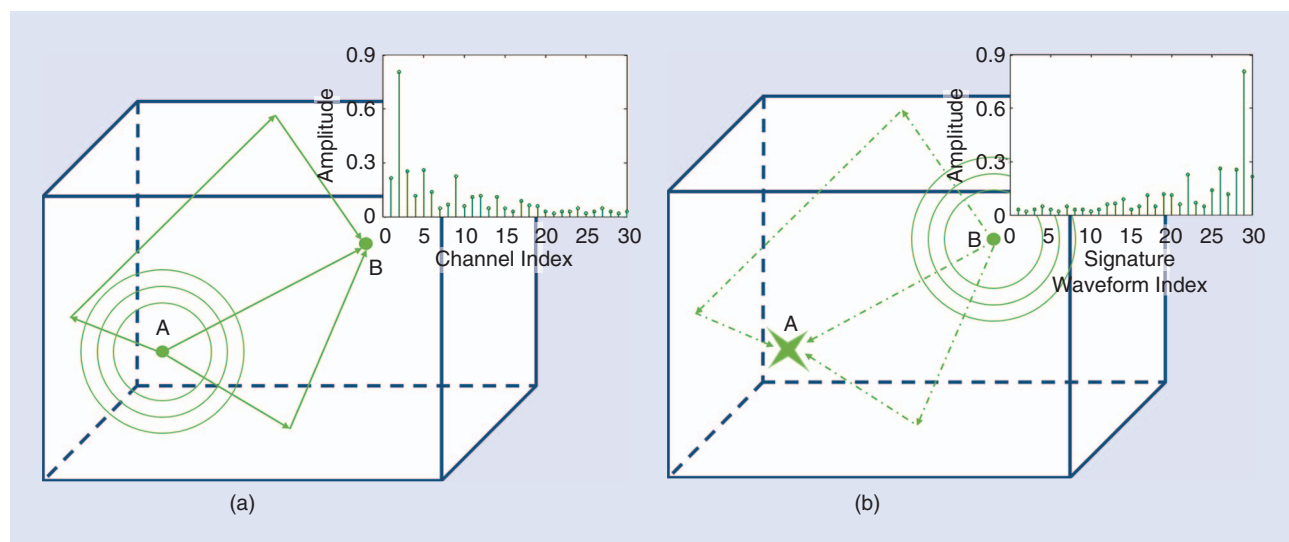 0.9
0.6
0.3
0
Amplitude
0 5 10 15 20 25 30
Channel Index
A
B
(a)
0.9
0.6
0.3
0
Amplitude
0 5 10 15 20 25 30
Signature
Waveform Index
B
A
(b)